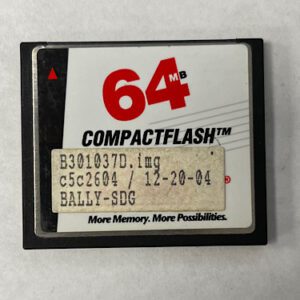 64MB
COMPACTFLASH™
B301037D.img
c5c2604 / 12-20-04
BALLY-SDG
More Memory. More Possibilities.